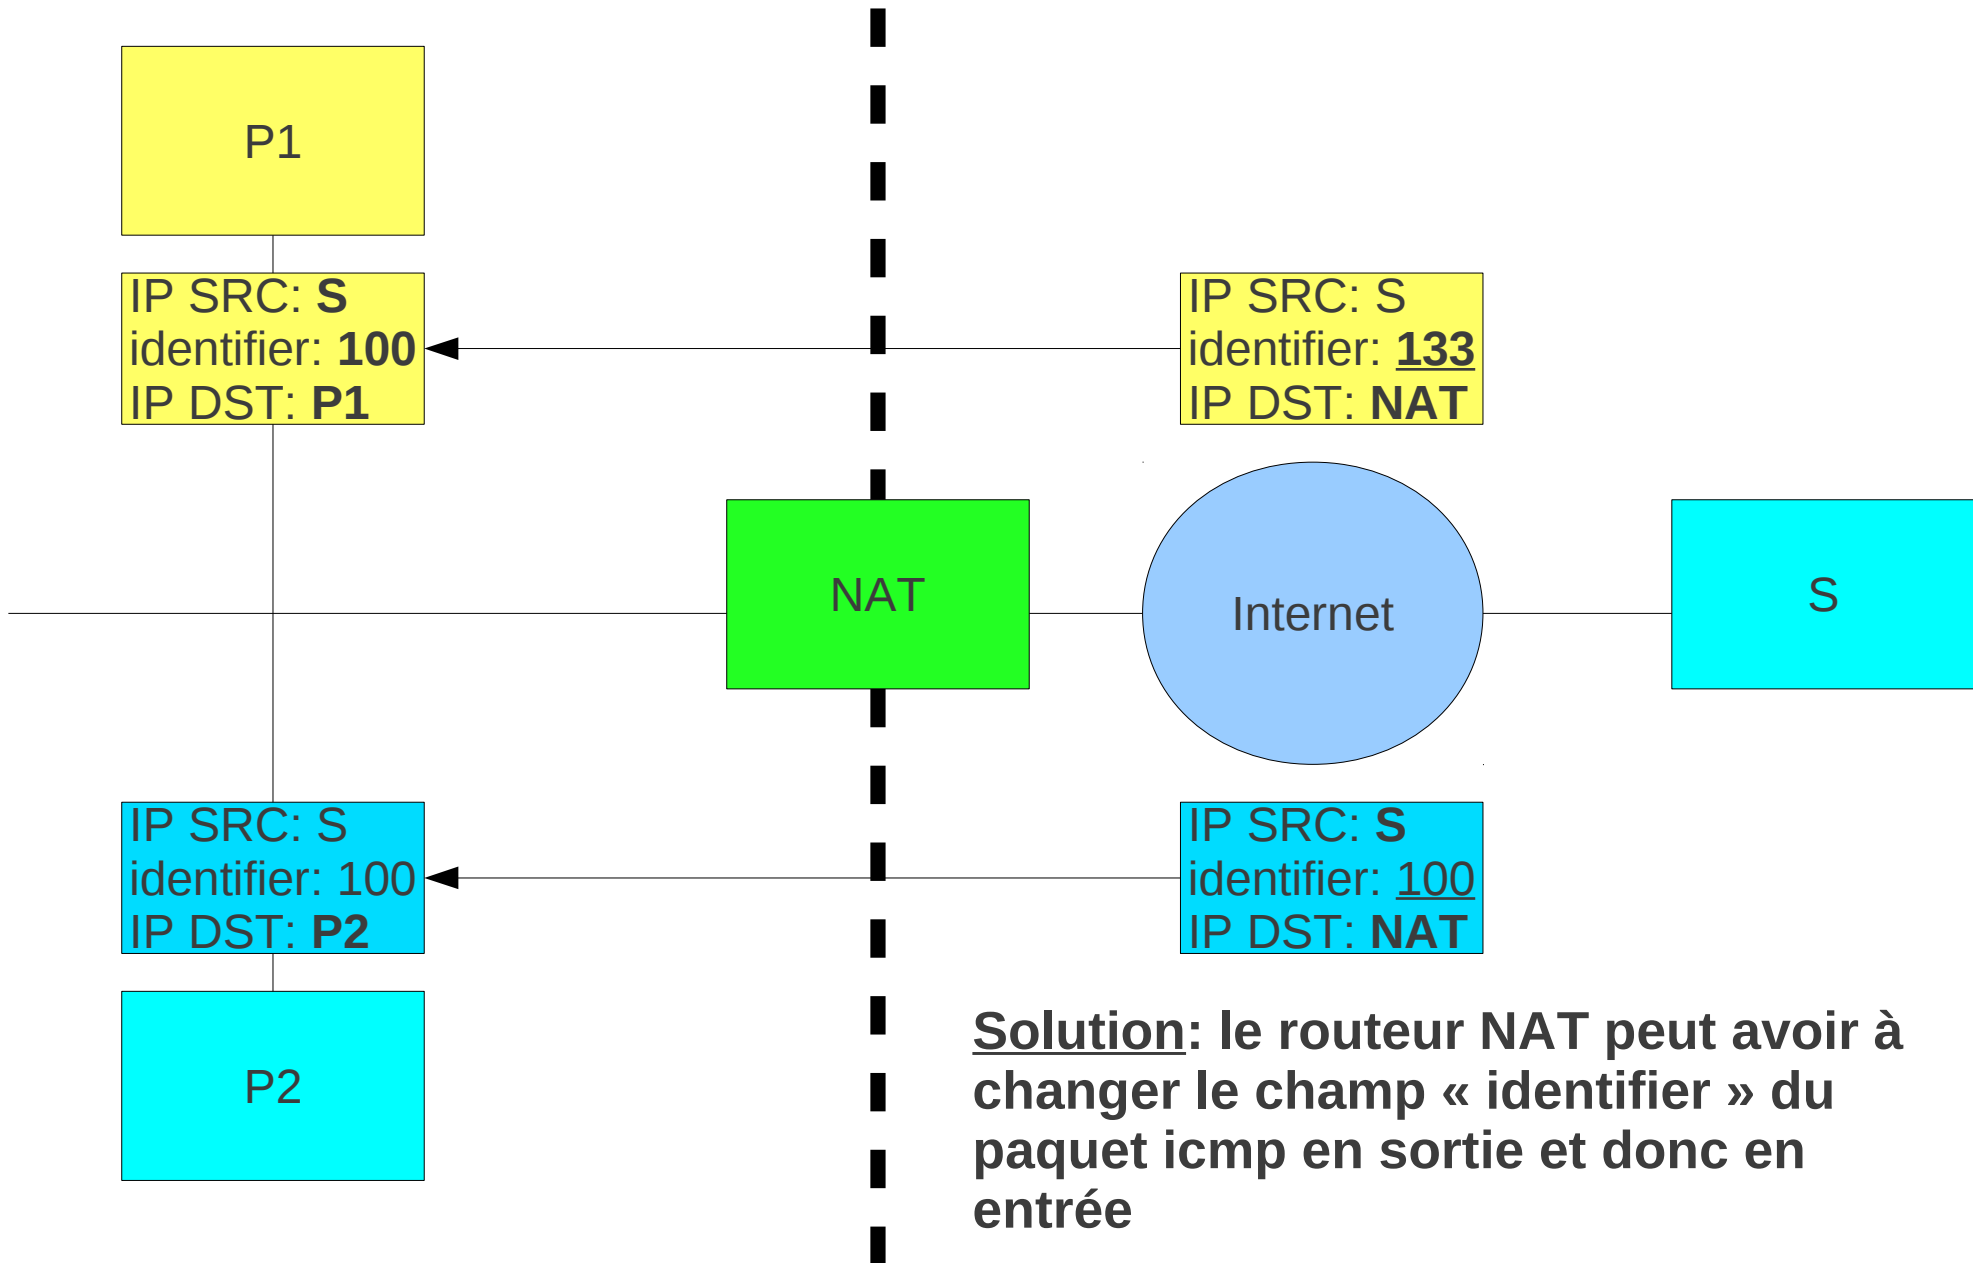 P1
IP SRC: S
identifier: 100
IP DST: P1
IP SRC: S
identifier: 133
IP DST: NAT
NAT
Internet
S
IP SRC: S
identifier: 100
IP DST: P2
IP SRC: S
identifier: 100
IP DST: NAT
P2
Solution: le routeur NAT peut avoir à
changer le champ « identifier » du
paquet icmp en sortie et donc en
entrée